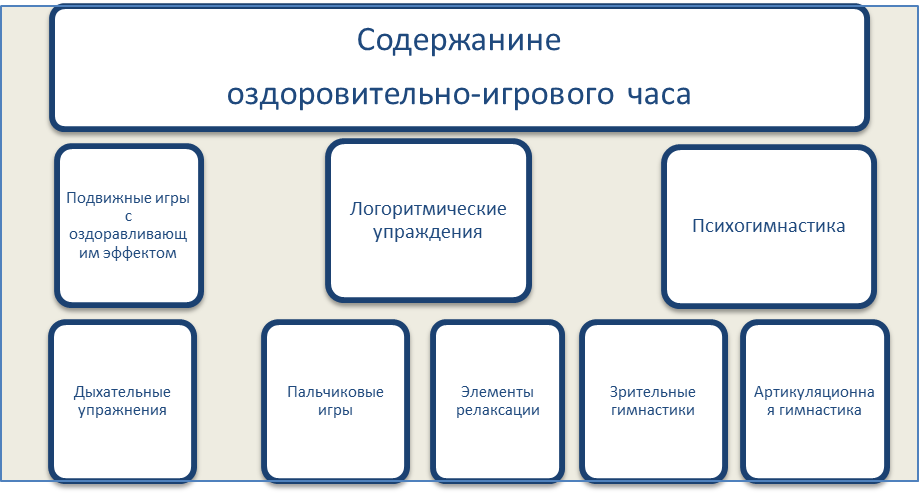 Содержанине
оздоровительно-игрового часа
Подвижные игры
с
оздоравливающ
им эффектом
Логоритмические
упраждения
Психогимнастика
Дыхательные
упражнения
Пальчиковые
игры
Элементы
релаксации
Зрительные
гимнастики
Артикуляционна
я гимнастика